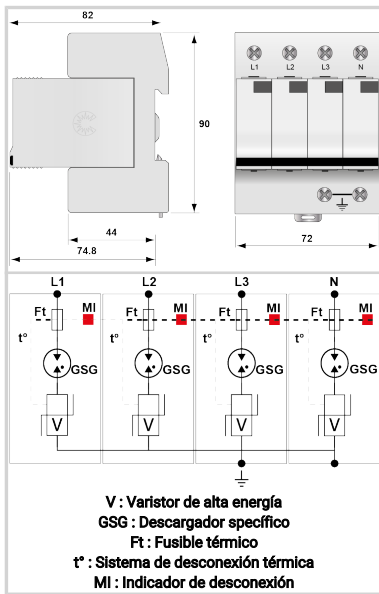 82
L1 L2 L3 N
90
44
74.8
72
L1 L2 L3 N
Ft MI Ft MI Ft MI Ft MI
t° t° t° t°
GSG GSG GSG GSG
V V V V
V : Varistor de alta energía
GSG : Descargador specífico
Ft : Fusible térmico
t° : Sistema de desconexión térmica
MI : Indicador de desconexión